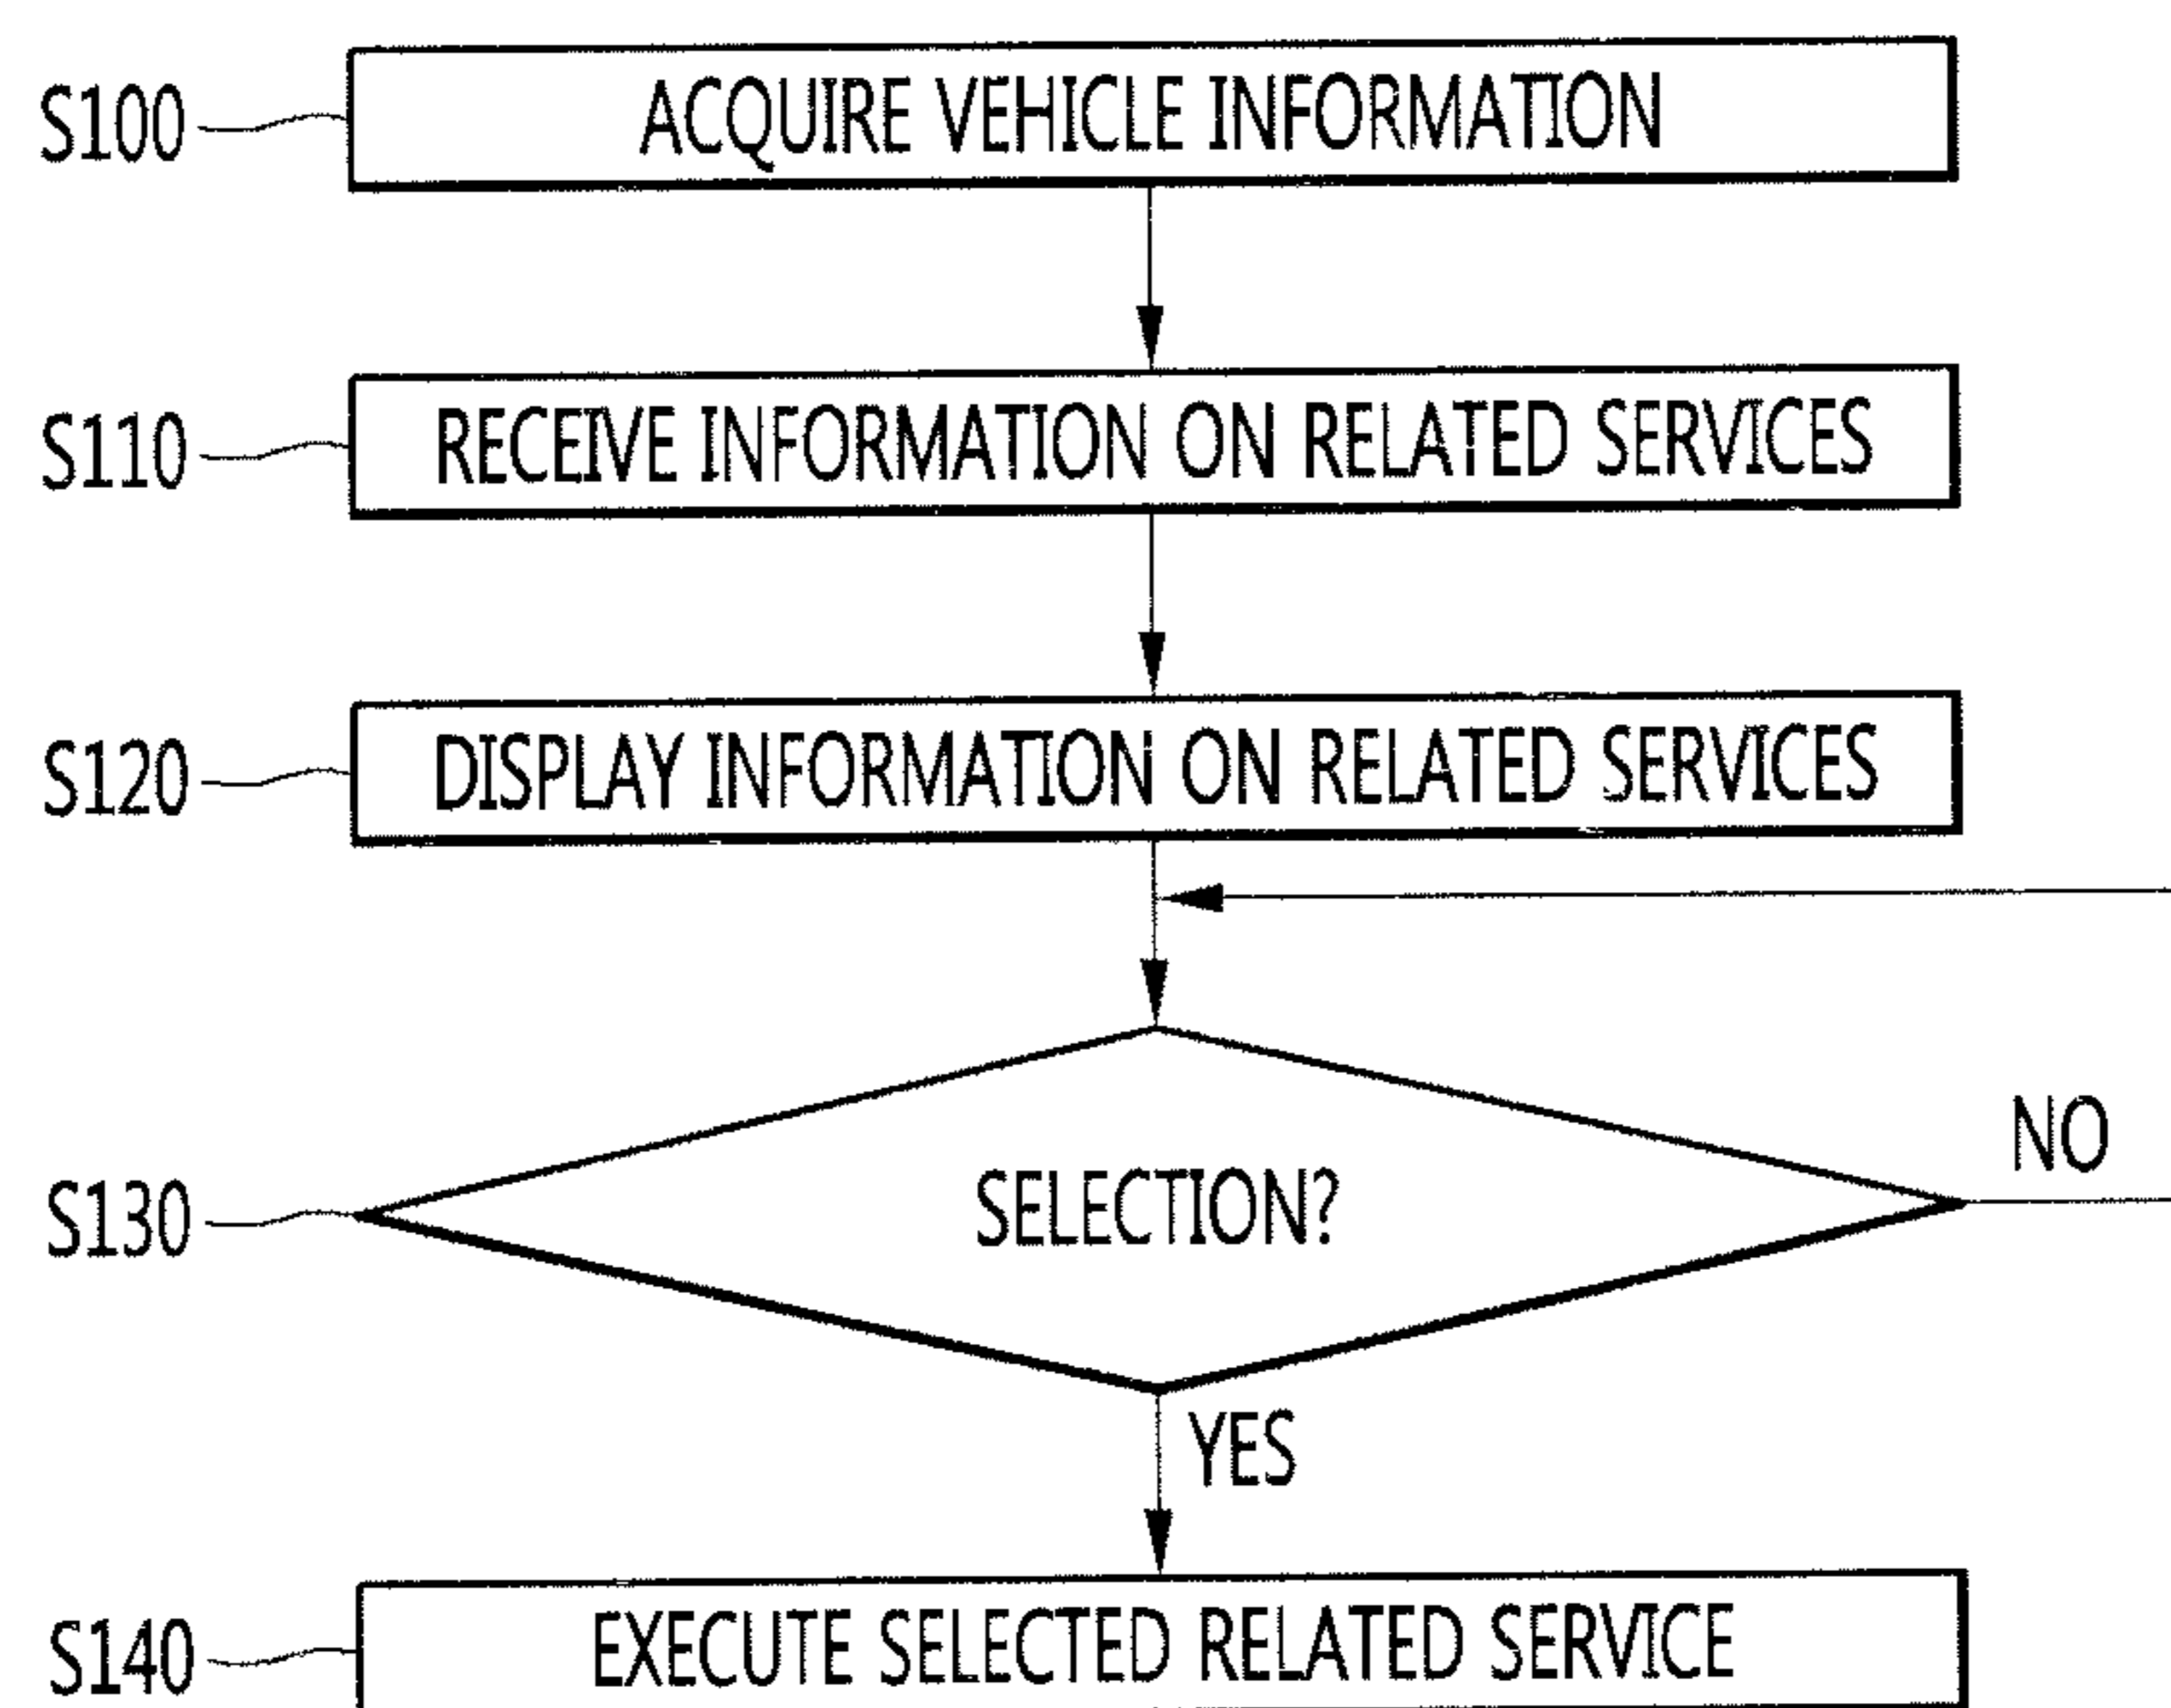 S100 ACQUIRE VEHICLE INFORMATION
S110 RECEIVE INFORMATION ON RELATED SERVICES
S120 DISPLAY INFORMATION ON RELATED SERVICES
NO
S130 SELECTION?
YES
S140 EXECUTE SELECTED RELATED SERVICE